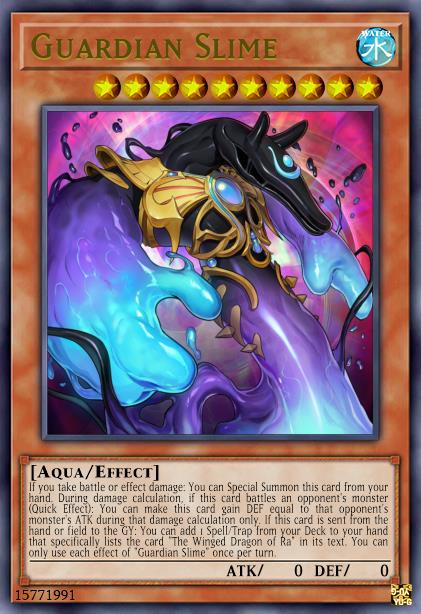 Guardian Slime
WATER
水
[Aqua/Effect]
If you take battle or effect damage: You can Special Summon this card from your
hand. During damage calculation, if this card battles an opponent's monster
(Quick Effect): You can make this card gain DEF equal to that opponent's
monster's ATK during that damage calculation only. If this card is sent from the
hand or field to the GY: You can add 1 Spell/Trap from your Deck to your hand
that specifically lists the card "The Winged Dragon of Ra" in its text. You can
only use each effect of "Guardian Slime" once per turn.
ATK/ 0 DEF/ 0
15771991